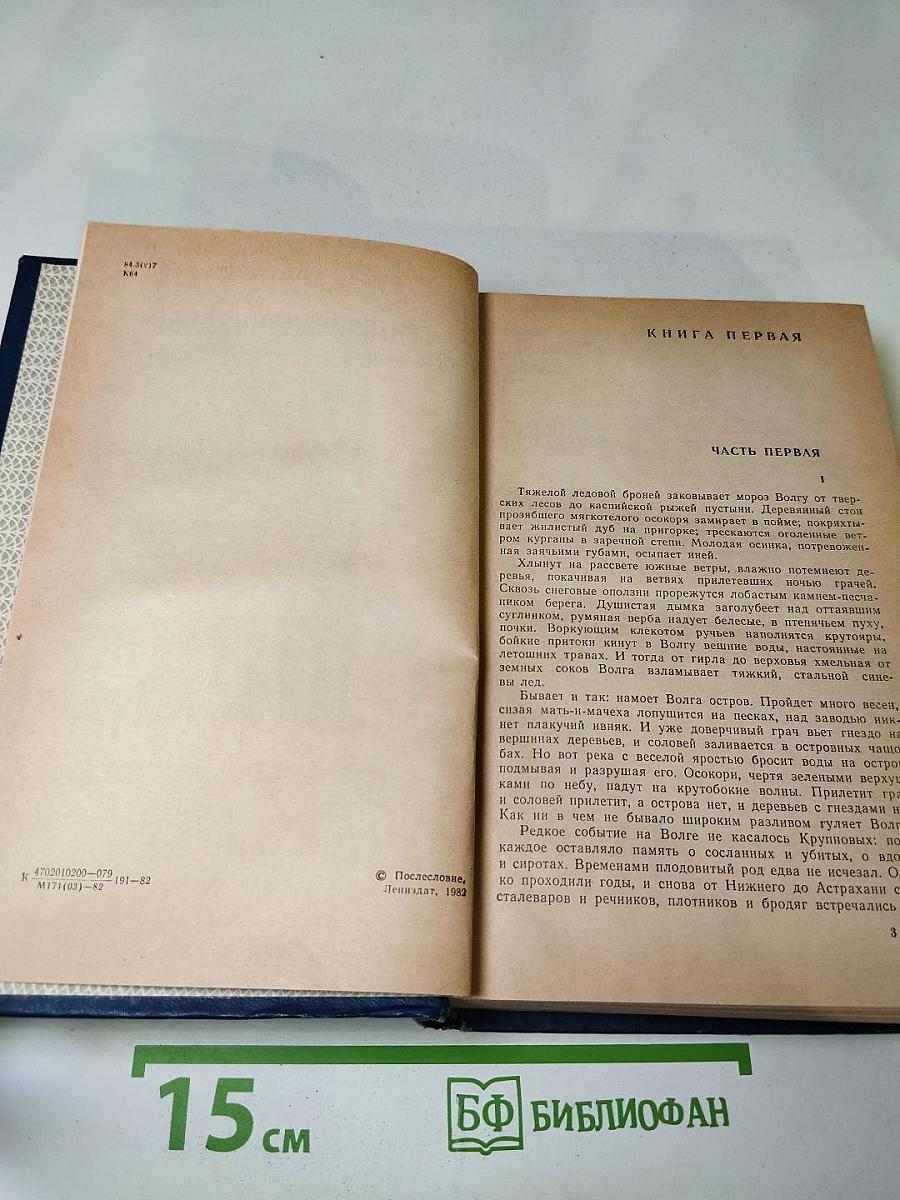 84.3(2)7
К64
К 4702010200—079 191—82
М171(03)—82
© Послесловие,
Лениздат, 1982
КНИГА ПЕРВАЯ
ЧАСТЬ ПЕРВАЯ
I
Тяжелой ледовой броней заковывает мороз Волгу от твер-
ских лесов до каспийской рыжей пустыни. Деревянный стон
прозябшего мягкотелого осокоря замирает в пойме; покряхты-
вает жилистый дуб на пригорке; трескаются оголенные вет-
ром курганы в заречной степи. Молодая осинка, потревожен-
ная заячьими губами, осыпает иней.
Хлынут на рассвете южные ветры, влажно потемнеют де-
ревья, покачивая на ветвях прилетевших ночью грачей.
Сквозь снеговые оползни прорежутся лобастым камнем-песча-
ником берега. Душистая дымка заголубеет над оттаявшим
суглинком, румяная верба надует белесые, в птенячьем пуху,
почки. Воркующим клекотом ручьев наполнятся крутояры,
бойкие притоки кинут в Волгу вешние воды, настоянные на
летошних травах. И тогда от гирла до верховья хмельная от
земных соков Волга взламывает тяжкий, стальной сине-
вы лед.
Бывает и так: намоет Волга остров. Пройдет много весен,
сизая мать-и-мачеха лопушится на песках, над заводью ник-
нет плакучий ивняк. И уже доверчивый грач вьет гнездо на
вершинах деревьев, и соловей заливается в островных чащо
бах. Но вот река с веселой яростью бросит воды на остров
подмывая и разрушая его. Осокори, чертя зелеными верхуш
ками по небу, падут на крутобокие волны. Прилетит гра
и соловей прилетит, а острова нет, и деревьев с гнездами н
Как ни в чем не бывало широким разливом гуляет Волг
Редкое событие на Волге не касалось Крупновых: по
каждое оставляло память о сосланных и убитых, о вдо
и сиротах. Временами плодовитый род едва не исчезал. О
ко проходили годы, и снова от Нижнего до Астрахани с
сталеваров и речников, плотников и бродяг встречались
3
15 см
БФ БИБЛИОФАН